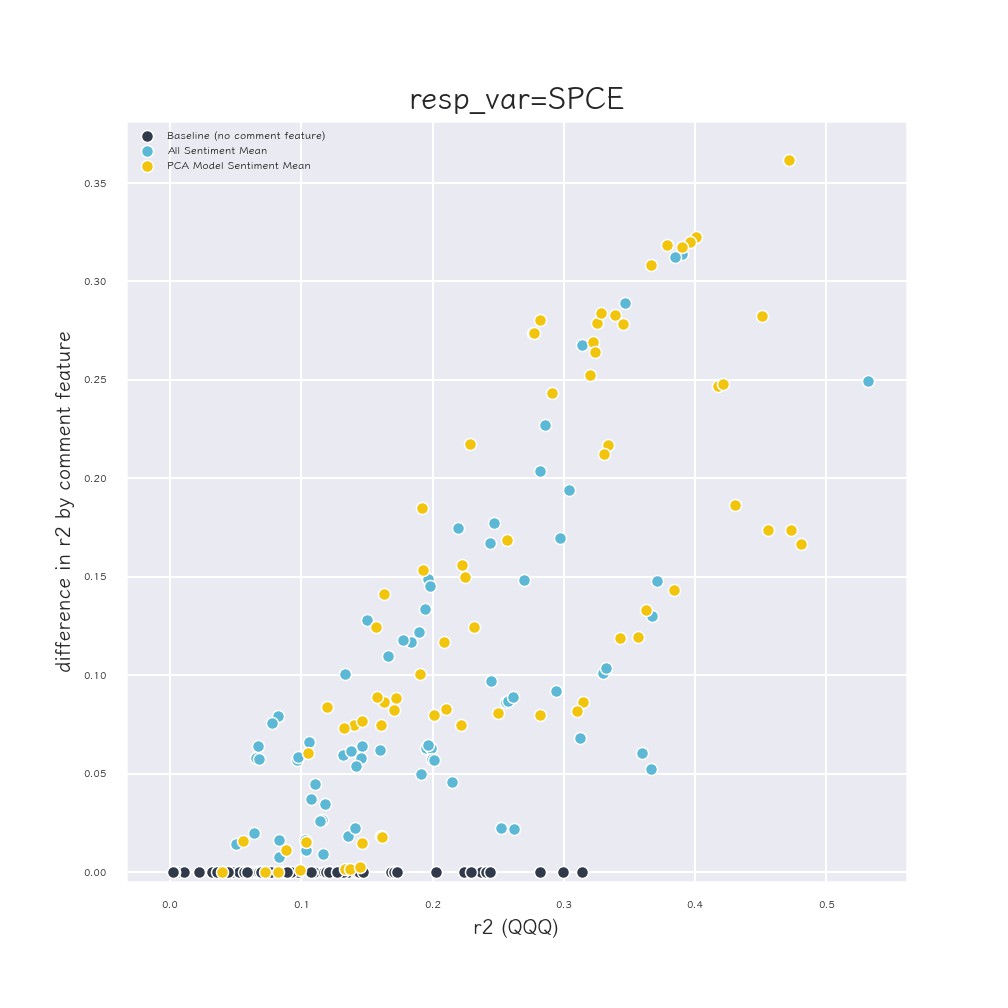 resp_var=SPCE
Baseline (no comment feature)
All Sentiment Mean
PCA Model Sentiment Mean
difference in r2 by comment feature
0.35
0.30
0.25
0.20
0.15
0.10
0.05
0.00
0.0 0.1 0.2 0.3 0.4 0.5
r2 (QQQ)